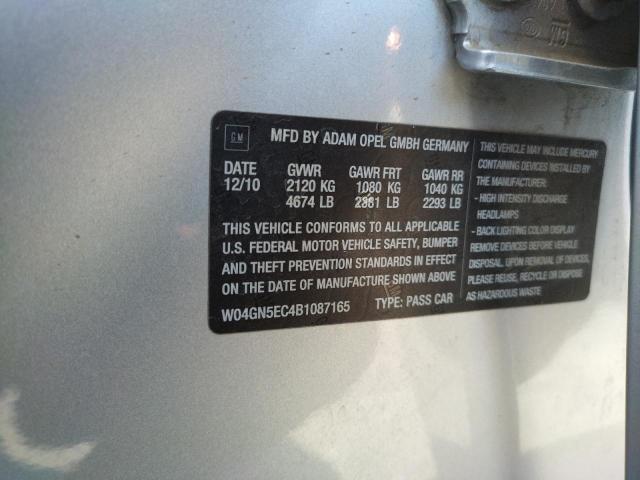 GM
MFD BY ADAM OPEL GMBH GERMANY
DATE GVWR GAWR FRT GAWR RR
12/10 2120 KG 1080 KG 1040 KG
4674 LB 2381 LB 2293 LB
THIS VEHICLE CONFORMS TO ALL APPLICABLE
U.S. FEDERAL MOTOR VEHICLE SAFETY, BUMPER
AND THEFT PREVENTION STANDARDS IN EFFECT
ON THE DATE OF MANUFACTURE SHOWN ABOVE
W04GN5EC4B1087165 TYPE: PASS CAR
THIS VEHICLE MAY INCLUDE MERCURY
CONTAINING DEVICES INSTALLED BY
THE MANUFACTURER:
- HIGH INTENSITY DISCHARGE
HEADLAMPS
- BACK LIGHTING COLOR DISPLAY
REMOVE DEVICES BEFORE VEHICLE
DISPOSAL. UPON REMOVAL OF DEVICES
PLEASE REUSE, RECYCLE OR DISPOSE
AS HAZARDOUS WASTE